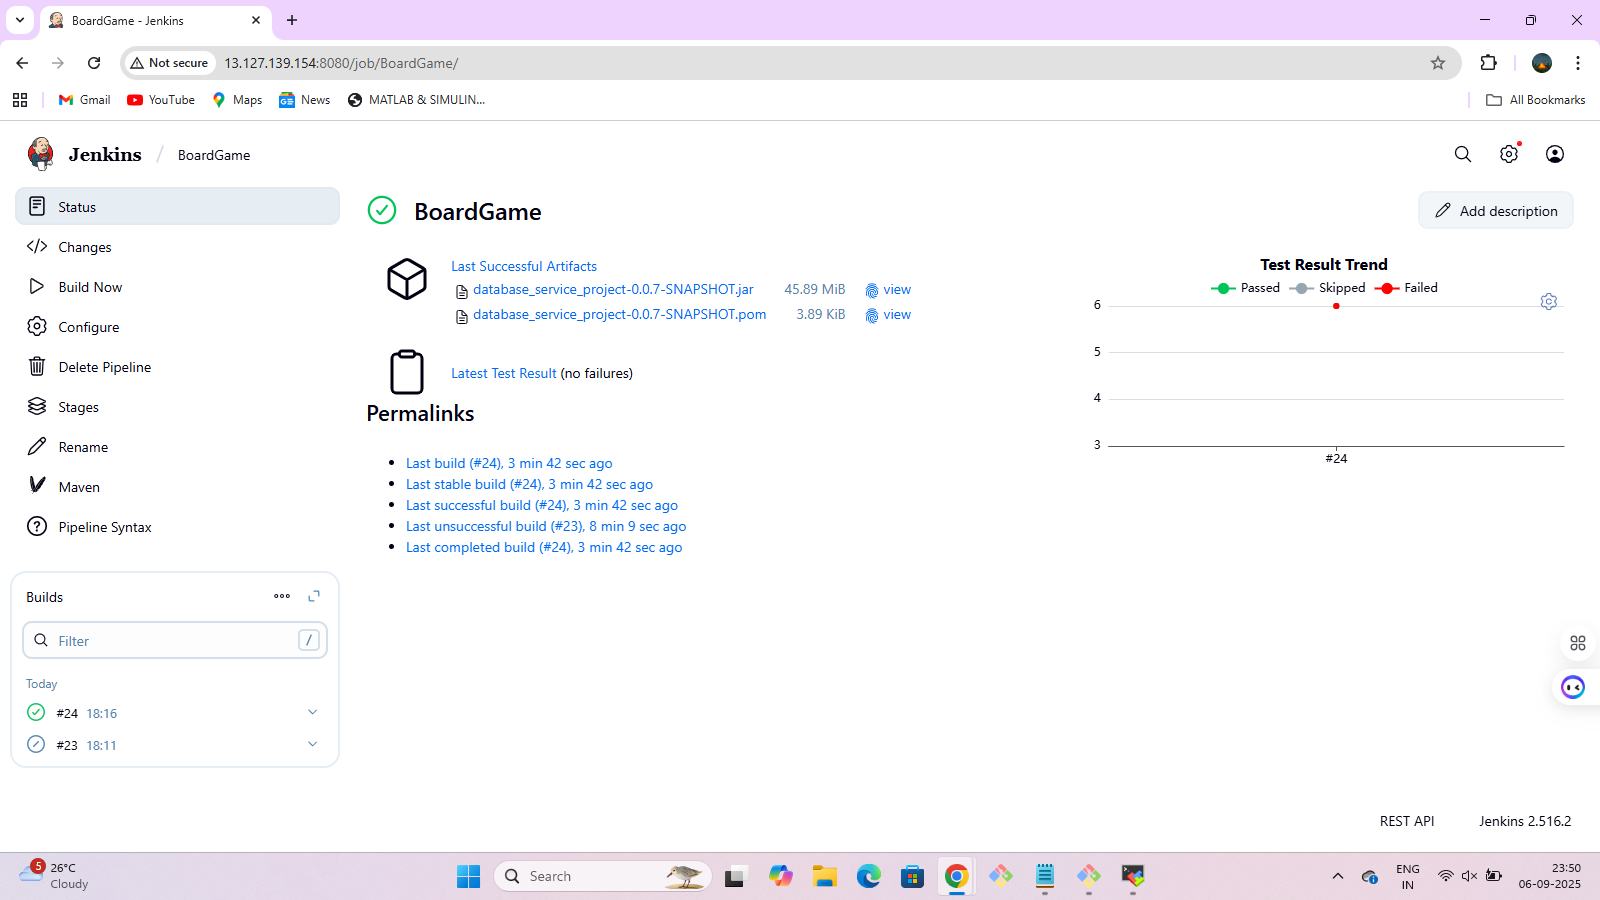 BoardGame - Jenkins
Not secure
13.127.139.154:8080/job/BoardGame/
Gmail
YouTube
Maps
News
MATLAB & SIMULIN...
All Bookmarks
Jenkins / BoardGame
Status
Changes
Build Now
Configure
Delete Pipeline
Stages
Rename
Maven
Pipeline Syntax
Builds
Filter
/
Today
#24 18:16
#23 18:11
BoardGame
Add description
Last Successful Artifacts
database_service_project-0.0.7-SNAPSHOT.jar 45.89 MiB view
database_service_project-0.0.7-SNAPSHOT.pom 3.89 KiB view
Latest Test Result (no failures)
Permalinks
Last build (#24), 3 min 42 sec ago
Last stable build (#24), 3 min 42 sec ago
Last successful build (#24), 3 min 42 sec ago
Last unsuccessful build (#23), 8 min 9 sec ago
Last completed build (#24), 3 min 42 sec ago
Test Result Trend
Passed Skipped Failed
6
5
4
3
#24
REST API
Jenkins 2.516.2
5
26°C
Cloudy
Search
ENG
IN
23:50
06-09-2025